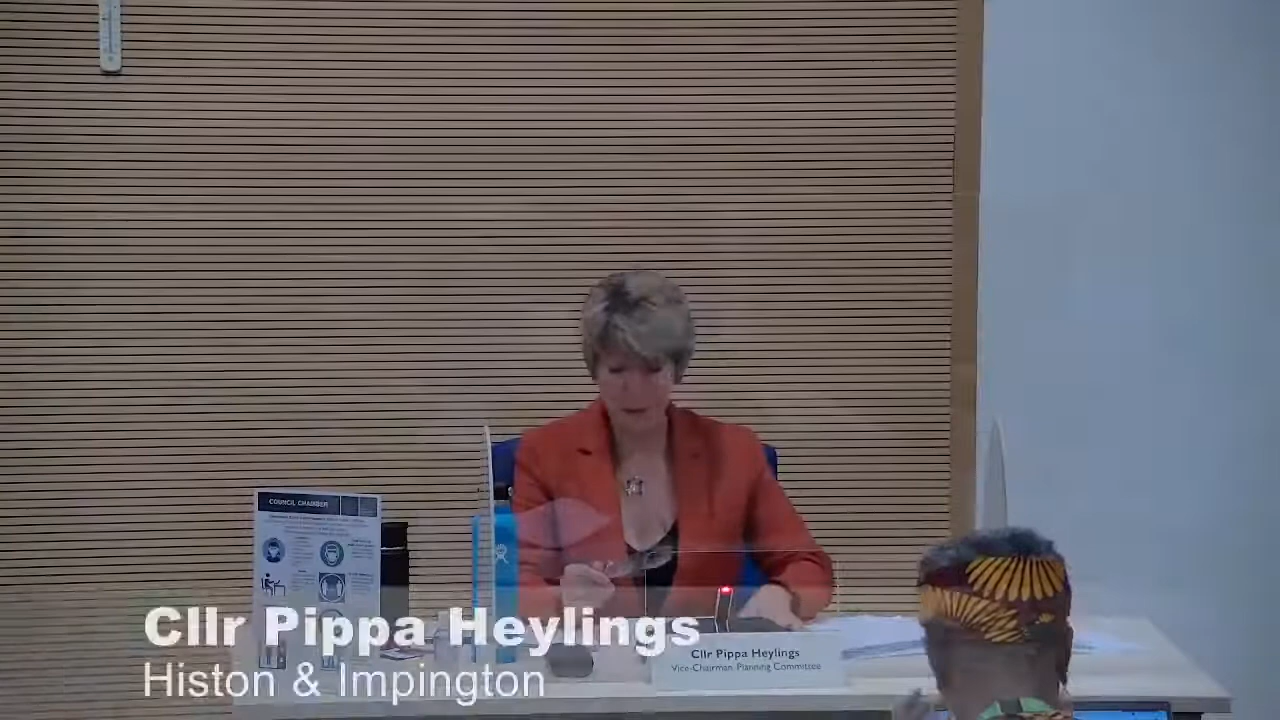 COUNCIL CHAMBER
Cllr Pippa Heylings
Histon & Impington
Cllr Pippa Heylings
Vice-Chairman, Planning Committee